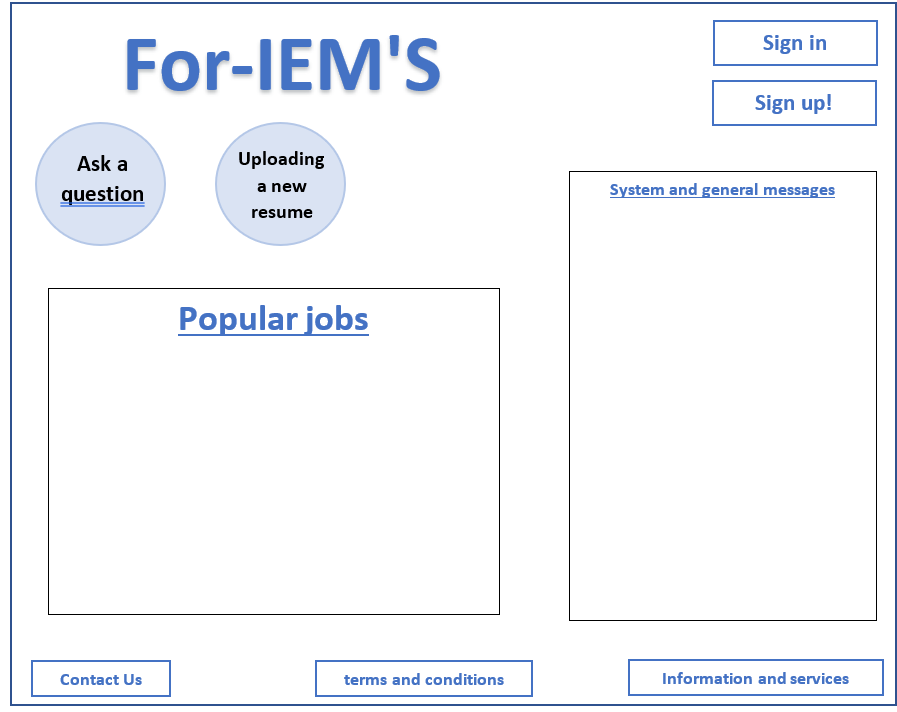 For-IEM'S
Sign in
Sign up!
Ask a
question
Uploading
a new
resume
System and general messages
Popular jobs
Contact Us
terms and conditions
Information and services